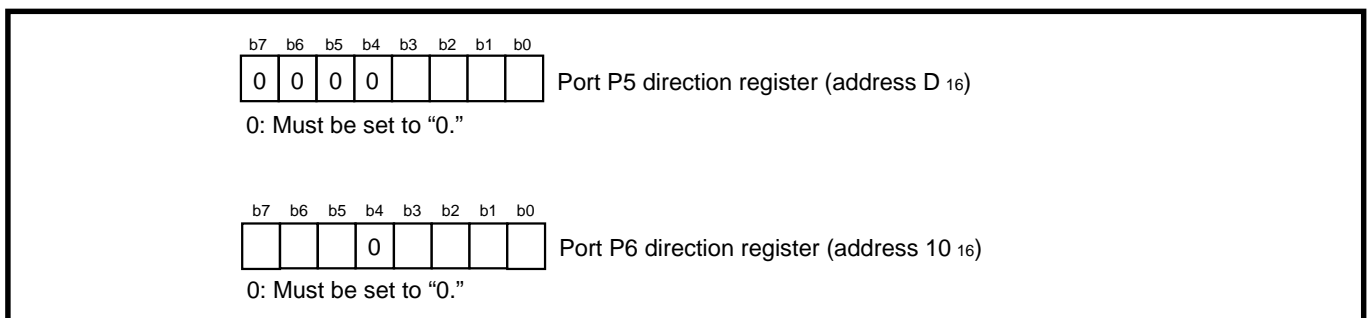 b7 b6 b5 b4 b3 b2 b1 b0
0 0 0 0 Port P5 direction register (address D 16)
0: Must be set to “0.”
b7 b6 b5 b4 b3 b2 b1 b0
0 Port P6 direction register (address 10 16)
0: Must be set to “0.”